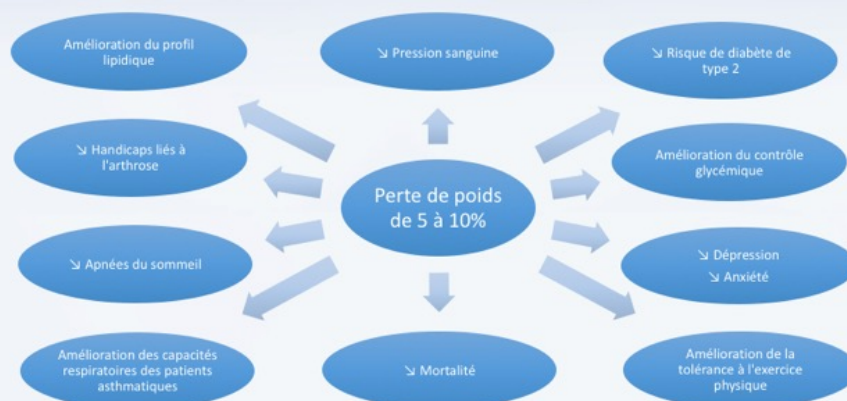 Amélioration du profil
lipidique
↘ Pression sanguine
↘ Risque de diabète de
type 2
↘ Handicaps liés à
l'arthrose
Amélioration du contrôle
glycémique
Perte de poids
de 5 à 10%
↘ Apnées du sommeil
↘ Dépression
↘ Anxiété
Amélioration des capacités
respiratoires des patients
asthmatiques
↘ Mortalité
Amélioration de la
tolérance à l'exercice
physique